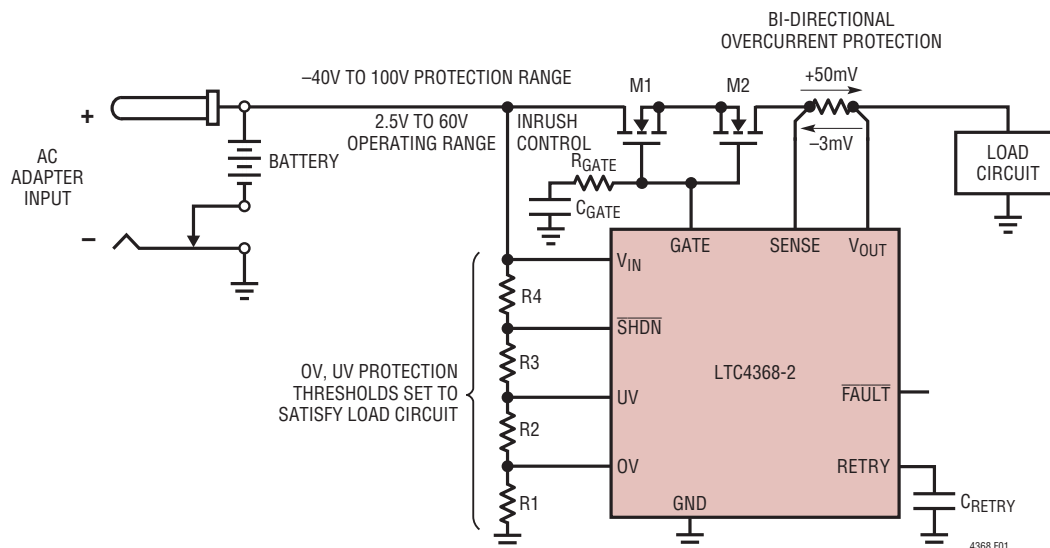 BI-DIRECTIONAL
OVERCURRENT PROTECTION
–40V TO 100V PROTECTION RANGE
M1
M2
+50mV
+
2.5V TO 60V
OPERATING RANGE
INRUSH
CONTROL
–3mV
AC
ADAPTER
INPUT
BATTERY
RGATE
CGATE
LOAD
CIRCUIT
–
GATE
SENSE
VOUT
VIN
R4
SHDN
R3
OV, UV PROTECTION
THRESHOLDS SET TO
SATISFY LOAD CIRCUIT
LTC4368-2
UV
FAULT
R2
OV
RETRY
R1
GND
CRETRY
4368 F01